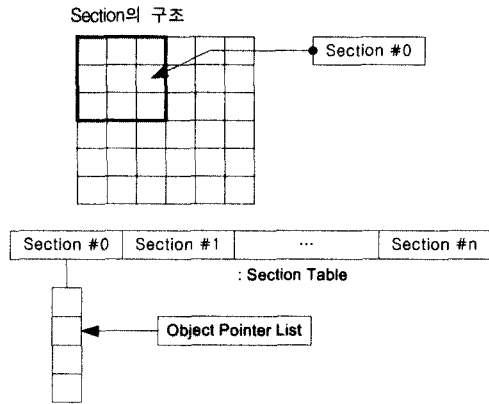 Section의 구조
Section #0
Section #0 Section #1 ... Section #n
: Section Table
Object Pointer List